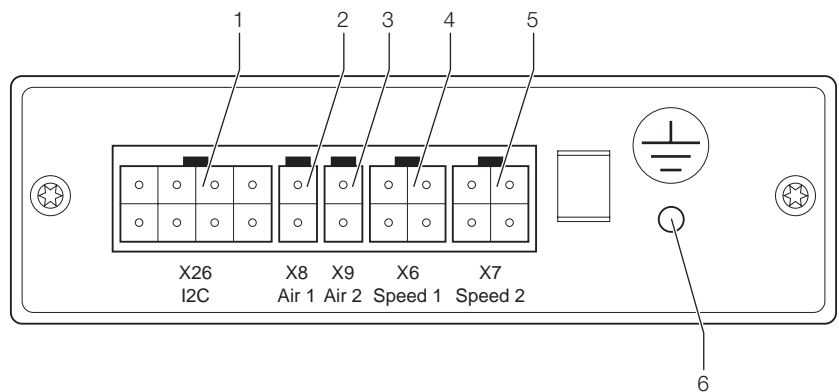 1 2 3 4 5
X26 X8 X9 X6 X7
I2C Air 1 Air 2 Speed 1 Speed 2
6